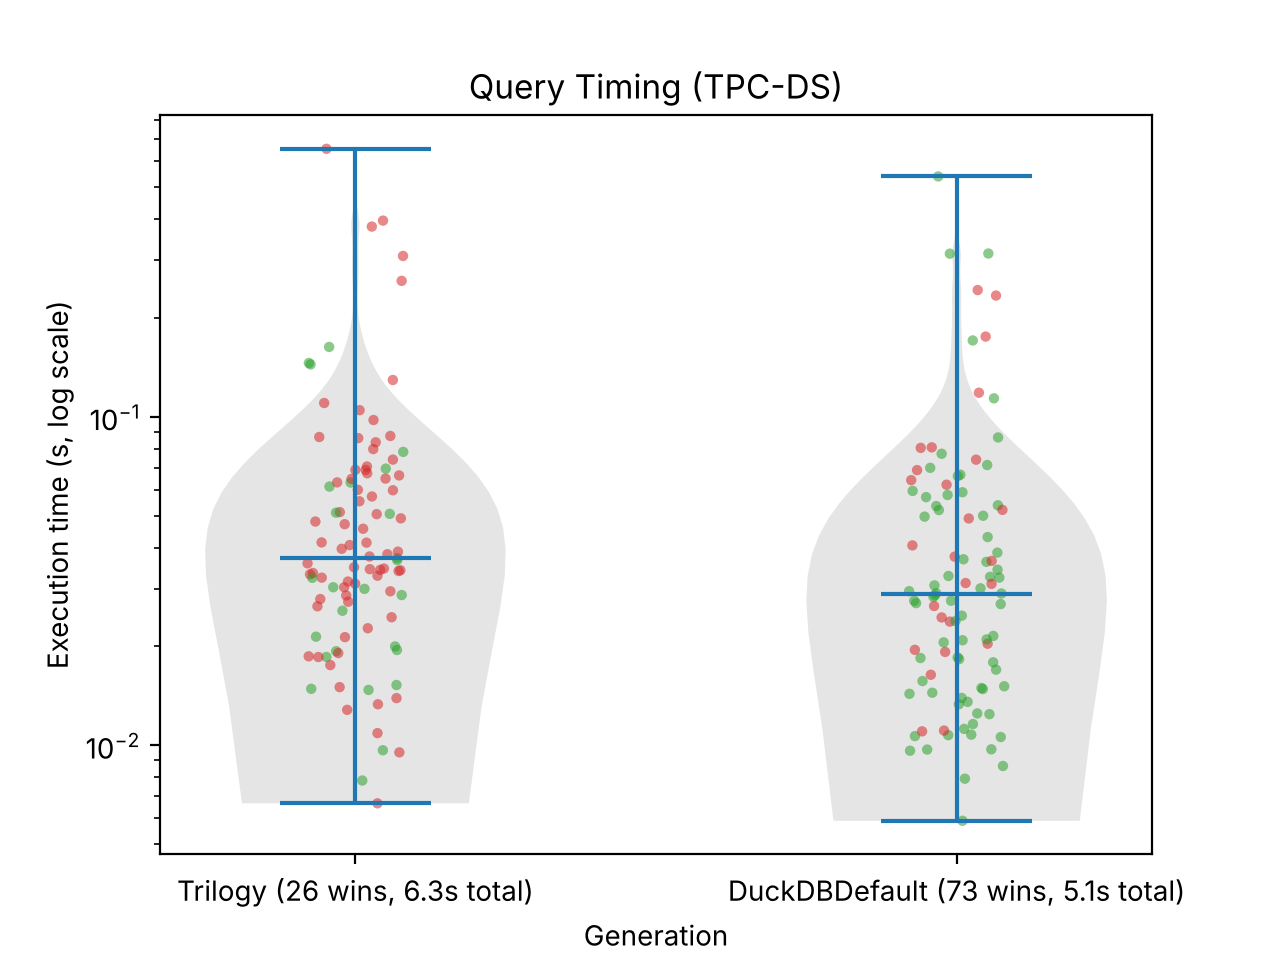 Query Timing (TPC-DS)
Execution time (s, log scale)
10⁻¹
10⁻²
Trilogy (26 wins, 6.3s total)
DuckDBDefault (73 wins, 5.1s total)
Generation